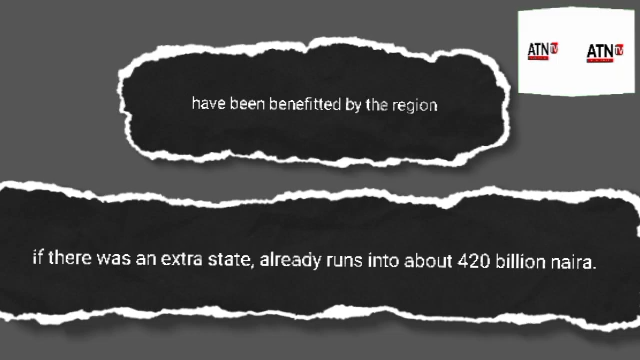 ATN TV ATN TV
have been benefitted by the region
if there was an extra state, already runs into about 420 billion naira.